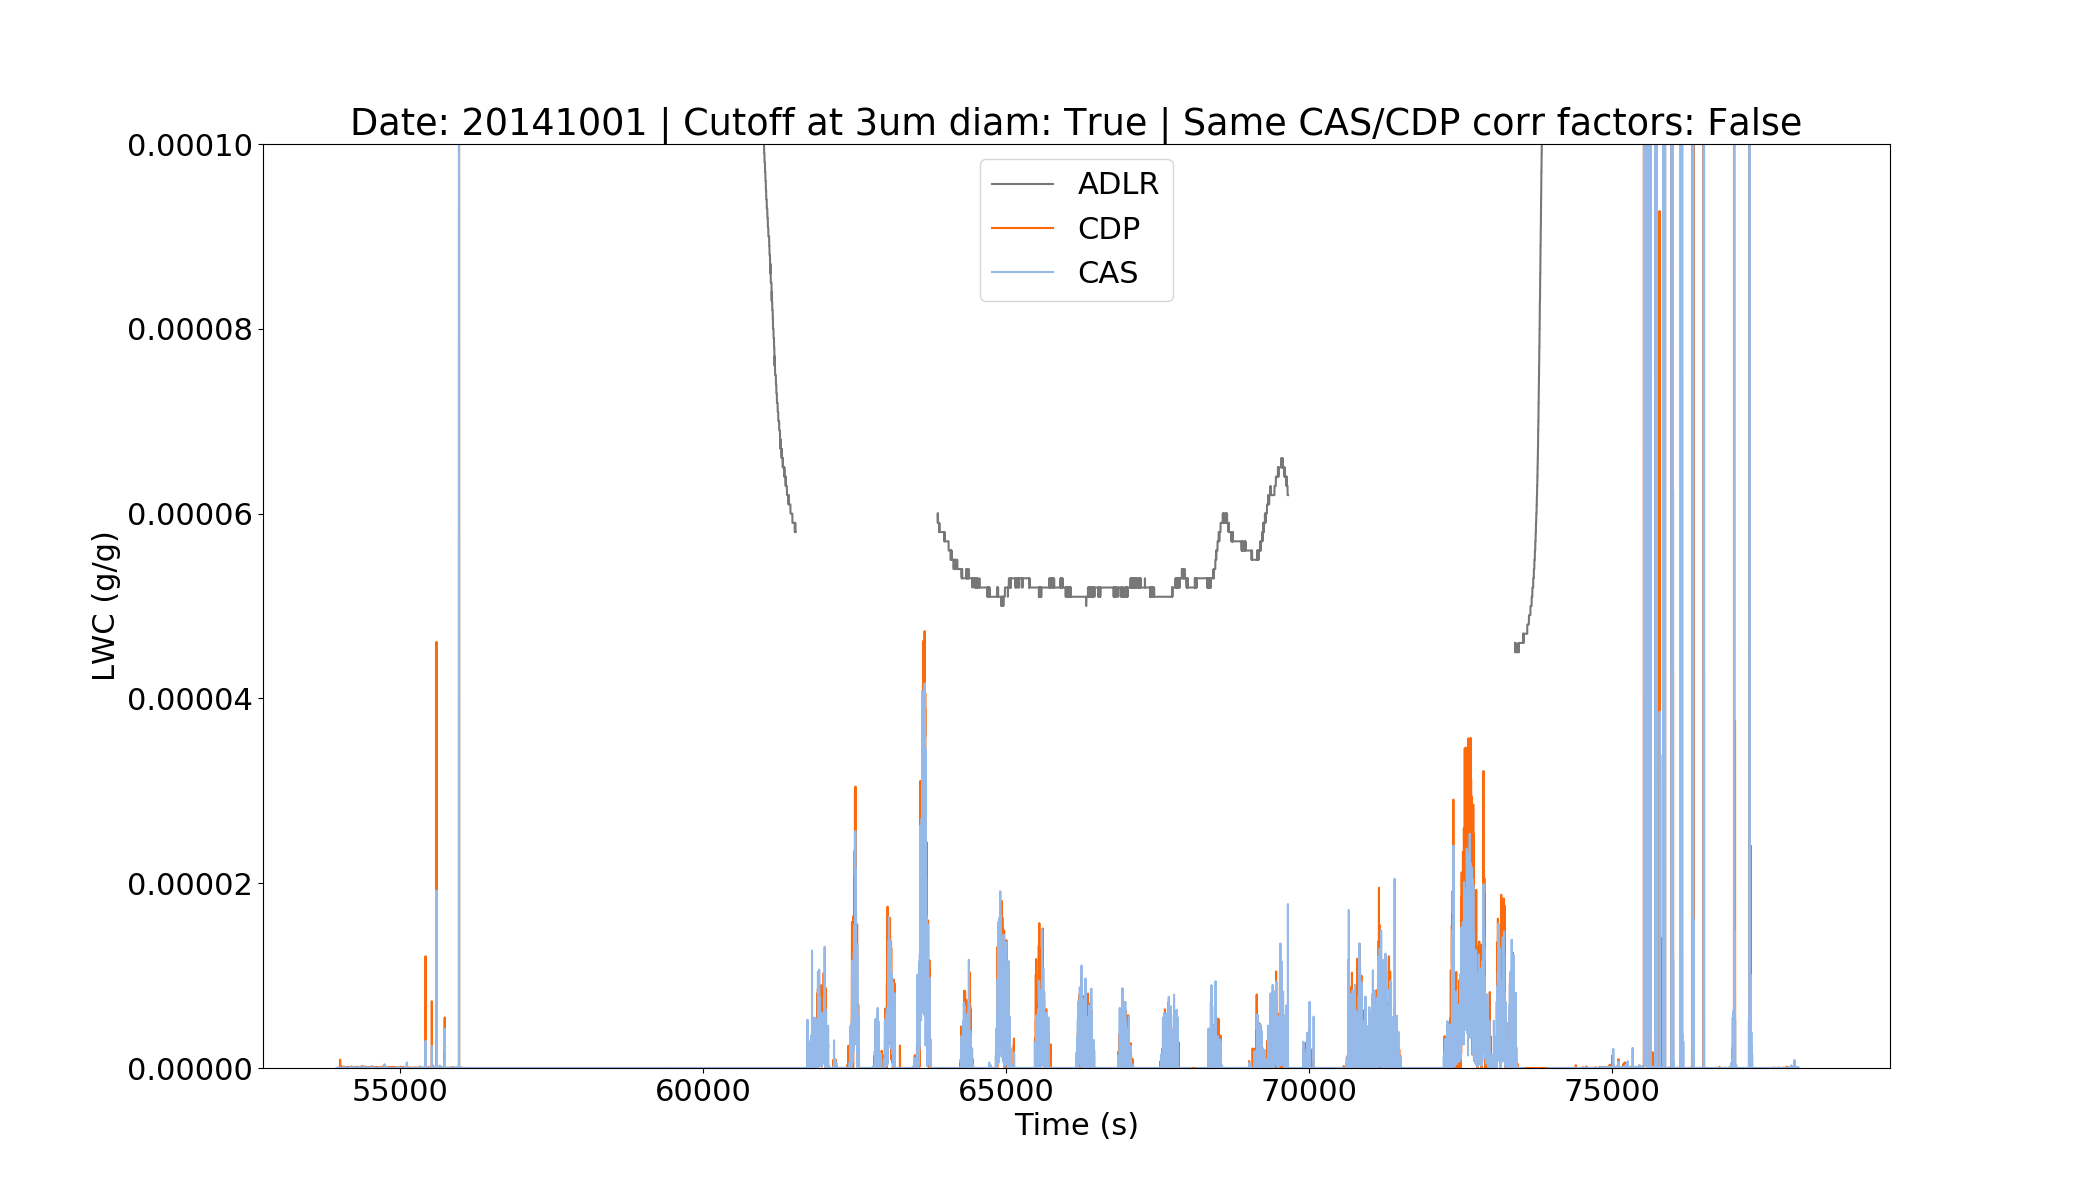 Date: 20141001 | Cutoff at 3um diam: True | Same CAS/CDP corr factors: False
0.00010
0.00008
0.00006
0.00004
0.00002
0.00000
LWC (g/g)
ADLR
CDP
CAS
55000 60000 65000 70000 75000
Time (s)